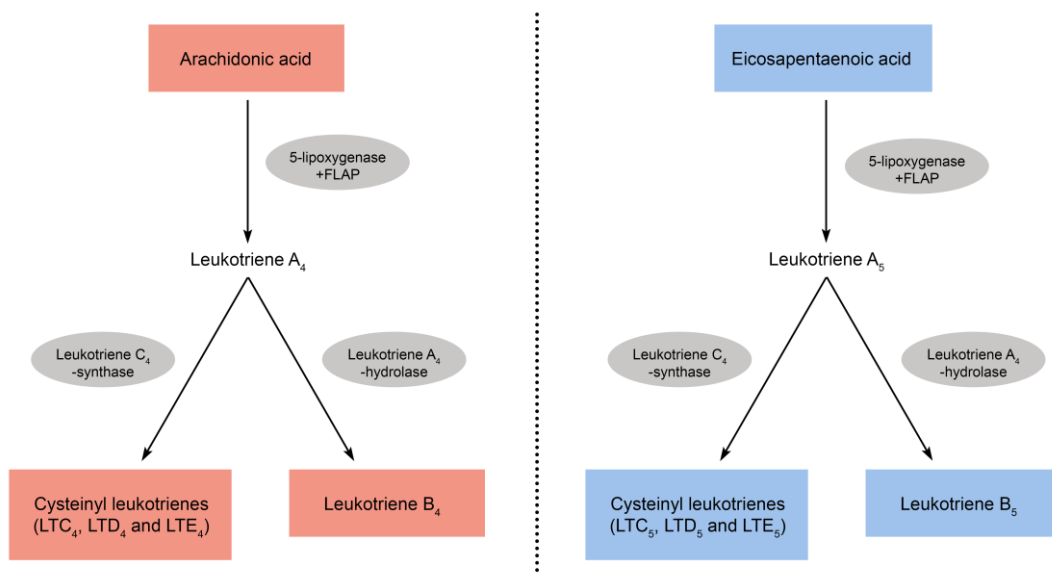 Arachidonic acid
5-lipoxygenase
+FLAP
Leukotriene A₄
Leukotriene C₄
-synthase
Leukotriene A₄
-hydrolase
Cysteinyl leukotrienes
(LTC₄, LTD₄ and LTE₄)
Leukotriene B₄
Eicosapentaenoic acid
5-lipoxygenase
+FLAP
Leukotriene A₅
Leukotriene C₄
-synthase
Leukotriene A₄
-hydrolase
Cysteinyl leukotrienes
(LTC₅, LTD₅ and LTE₅)
Leukotriene B₅